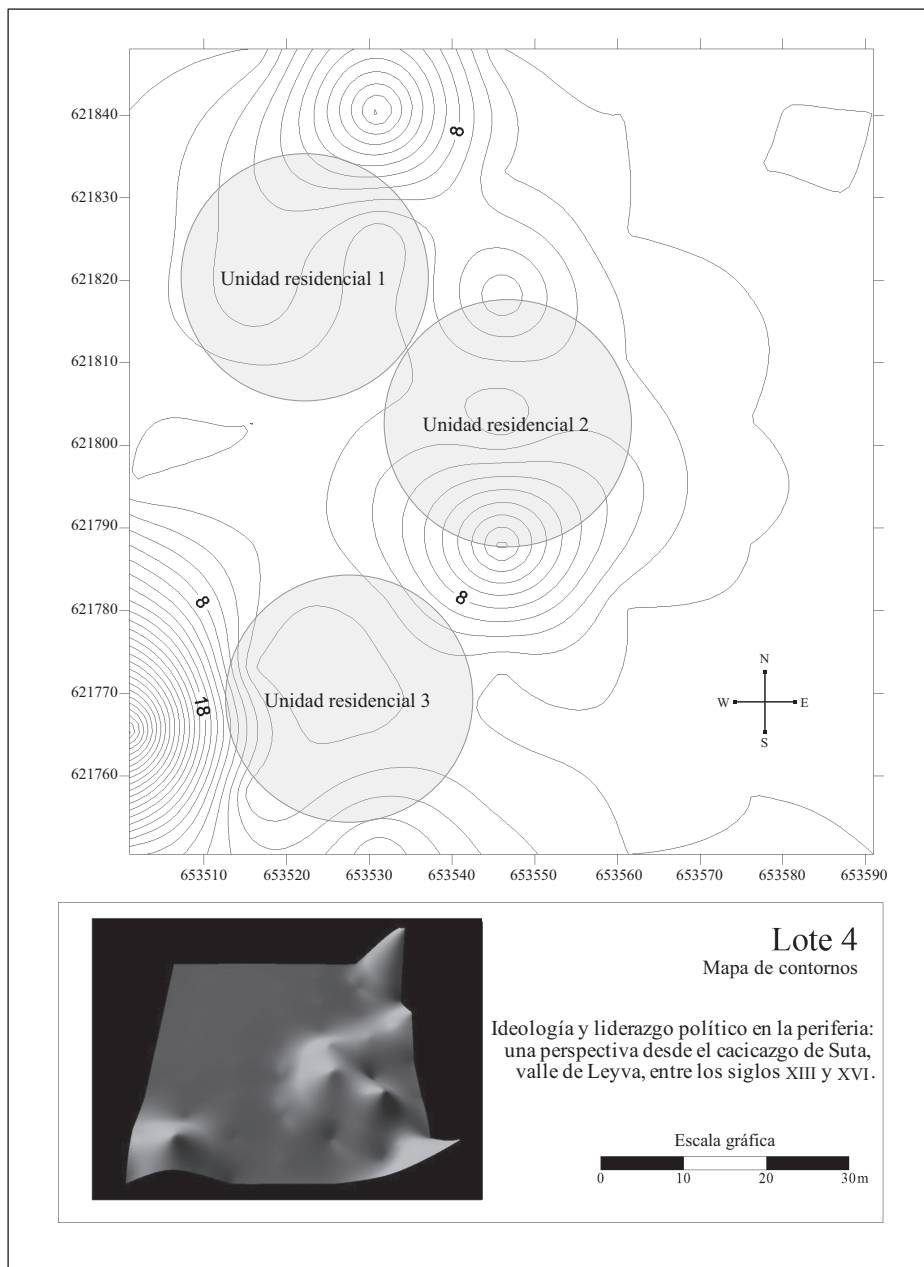 621840
621830
621820
621810
621800
621790
621780
621770
621760
8
Unidad residencial 1
Unidad residencial 2
8
8
18
Unidad residencial 3
N
W E
S
653510 653520 653530 653540 653550 653560 653570 653580 653590
Lote 4
Mapa de contornos
Ideología y liderazgo político en la periferia:
una perspectiva desde el cacicazgo de Suta,
valle de Leyva, entre los siglos XIII y XVI.
Escala gráfica
0 10 20 30 m